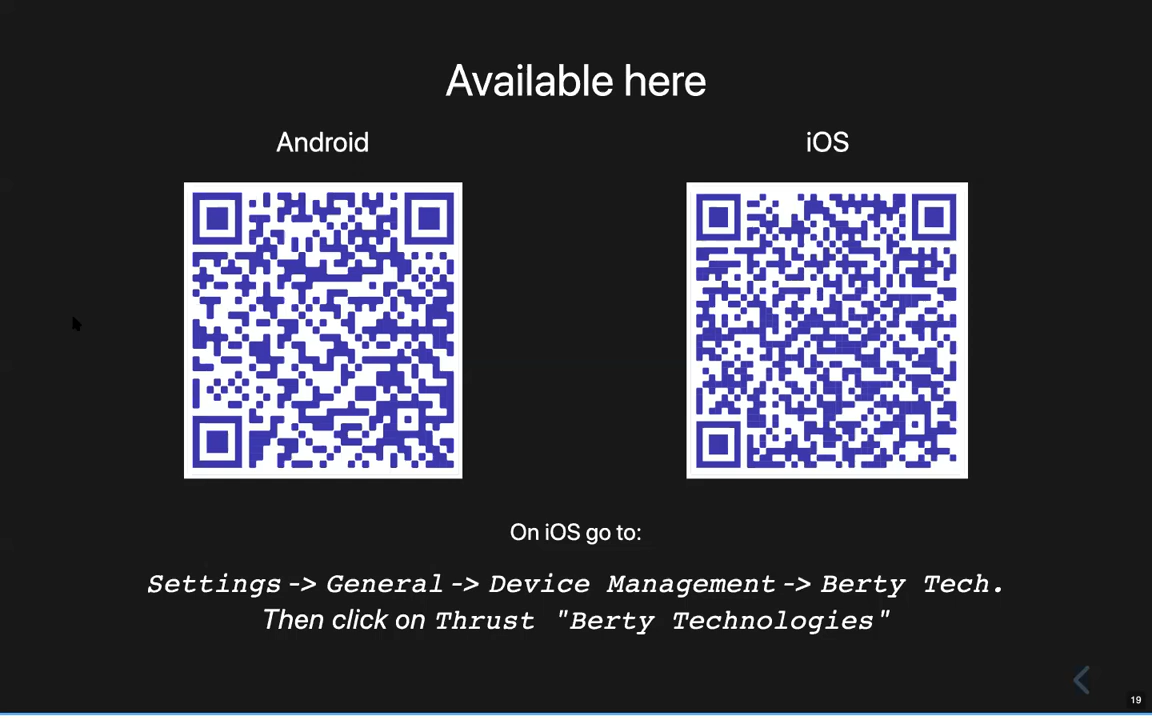 Available here
Android
iOS
On iOS go to:
Settings -> General -> Device Management -> Berty Tech.
Then click on Thrust "Berty Technologies"
19